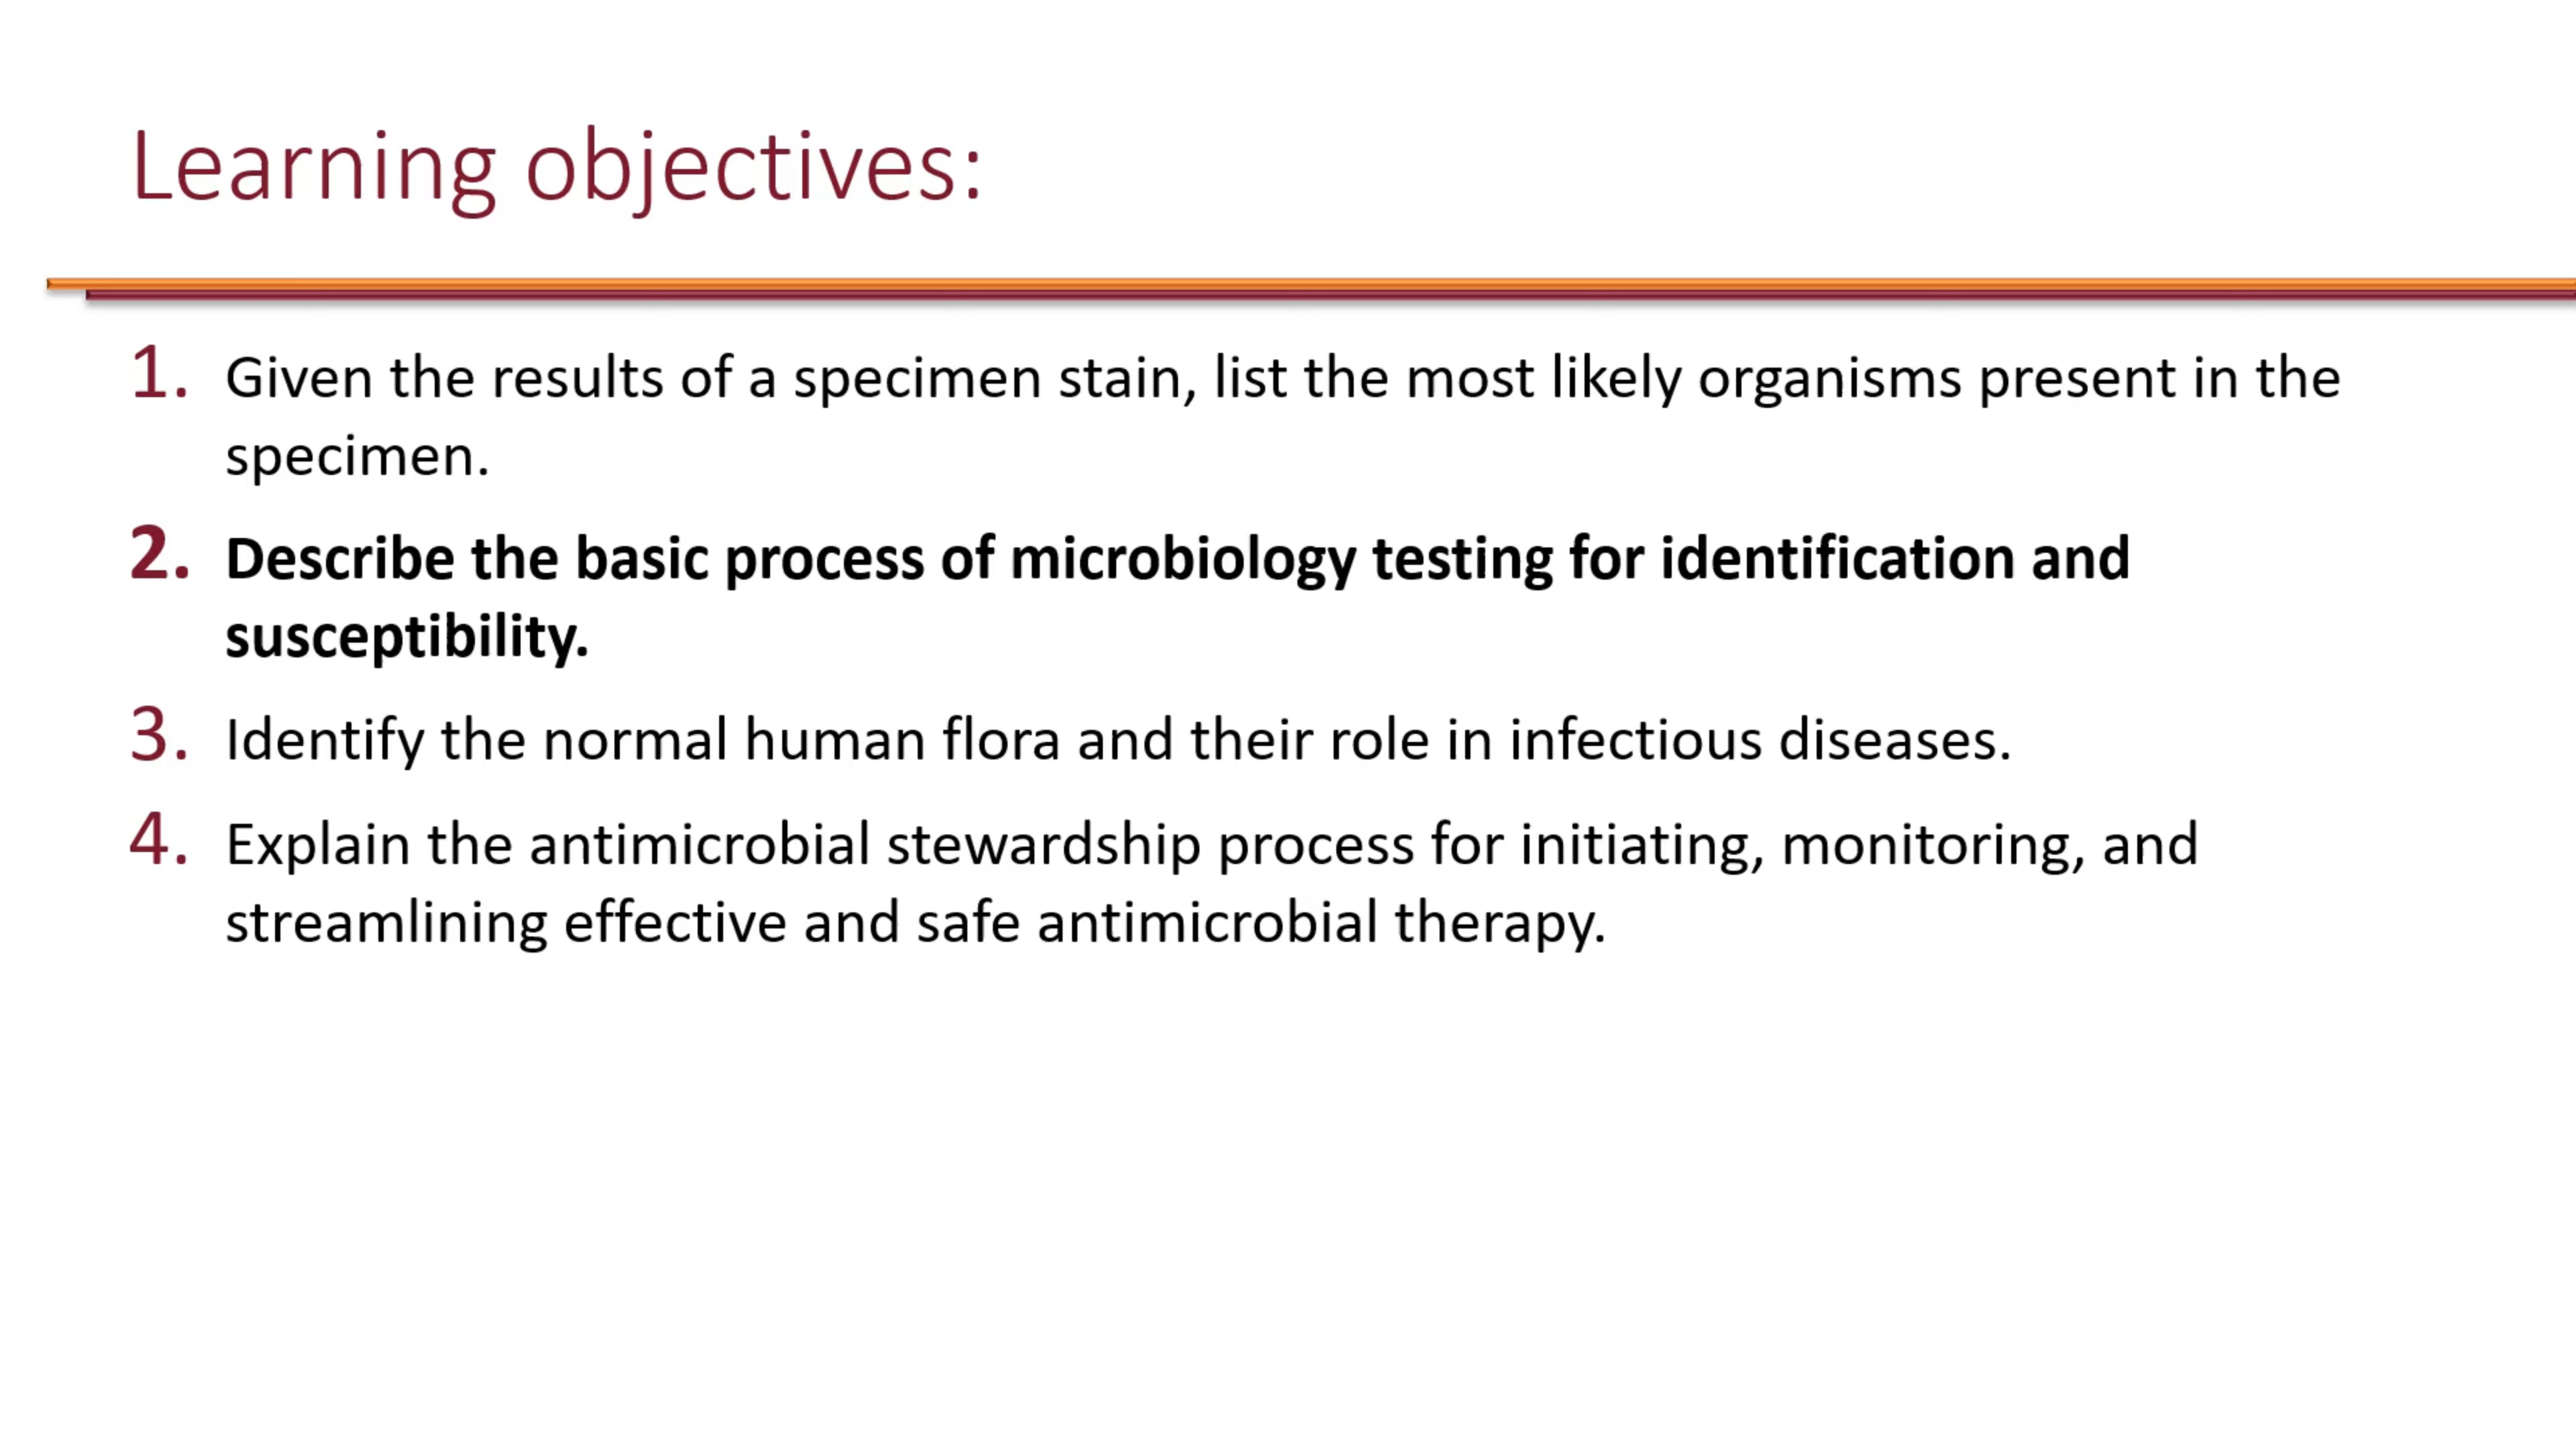 Learning objectives:
1. Given the results of a specimen stain, list the most likely organisms present in the
specimen.
2. Describe the basic process of microbiology testing for identification and
susceptibility.
3. Identify the normal human flora and their role in infectious diseases.
4. Explain the antimicrobial stewardship process for initiating, monitoring, and
streamlining effective and safe antimicrobial therapy.